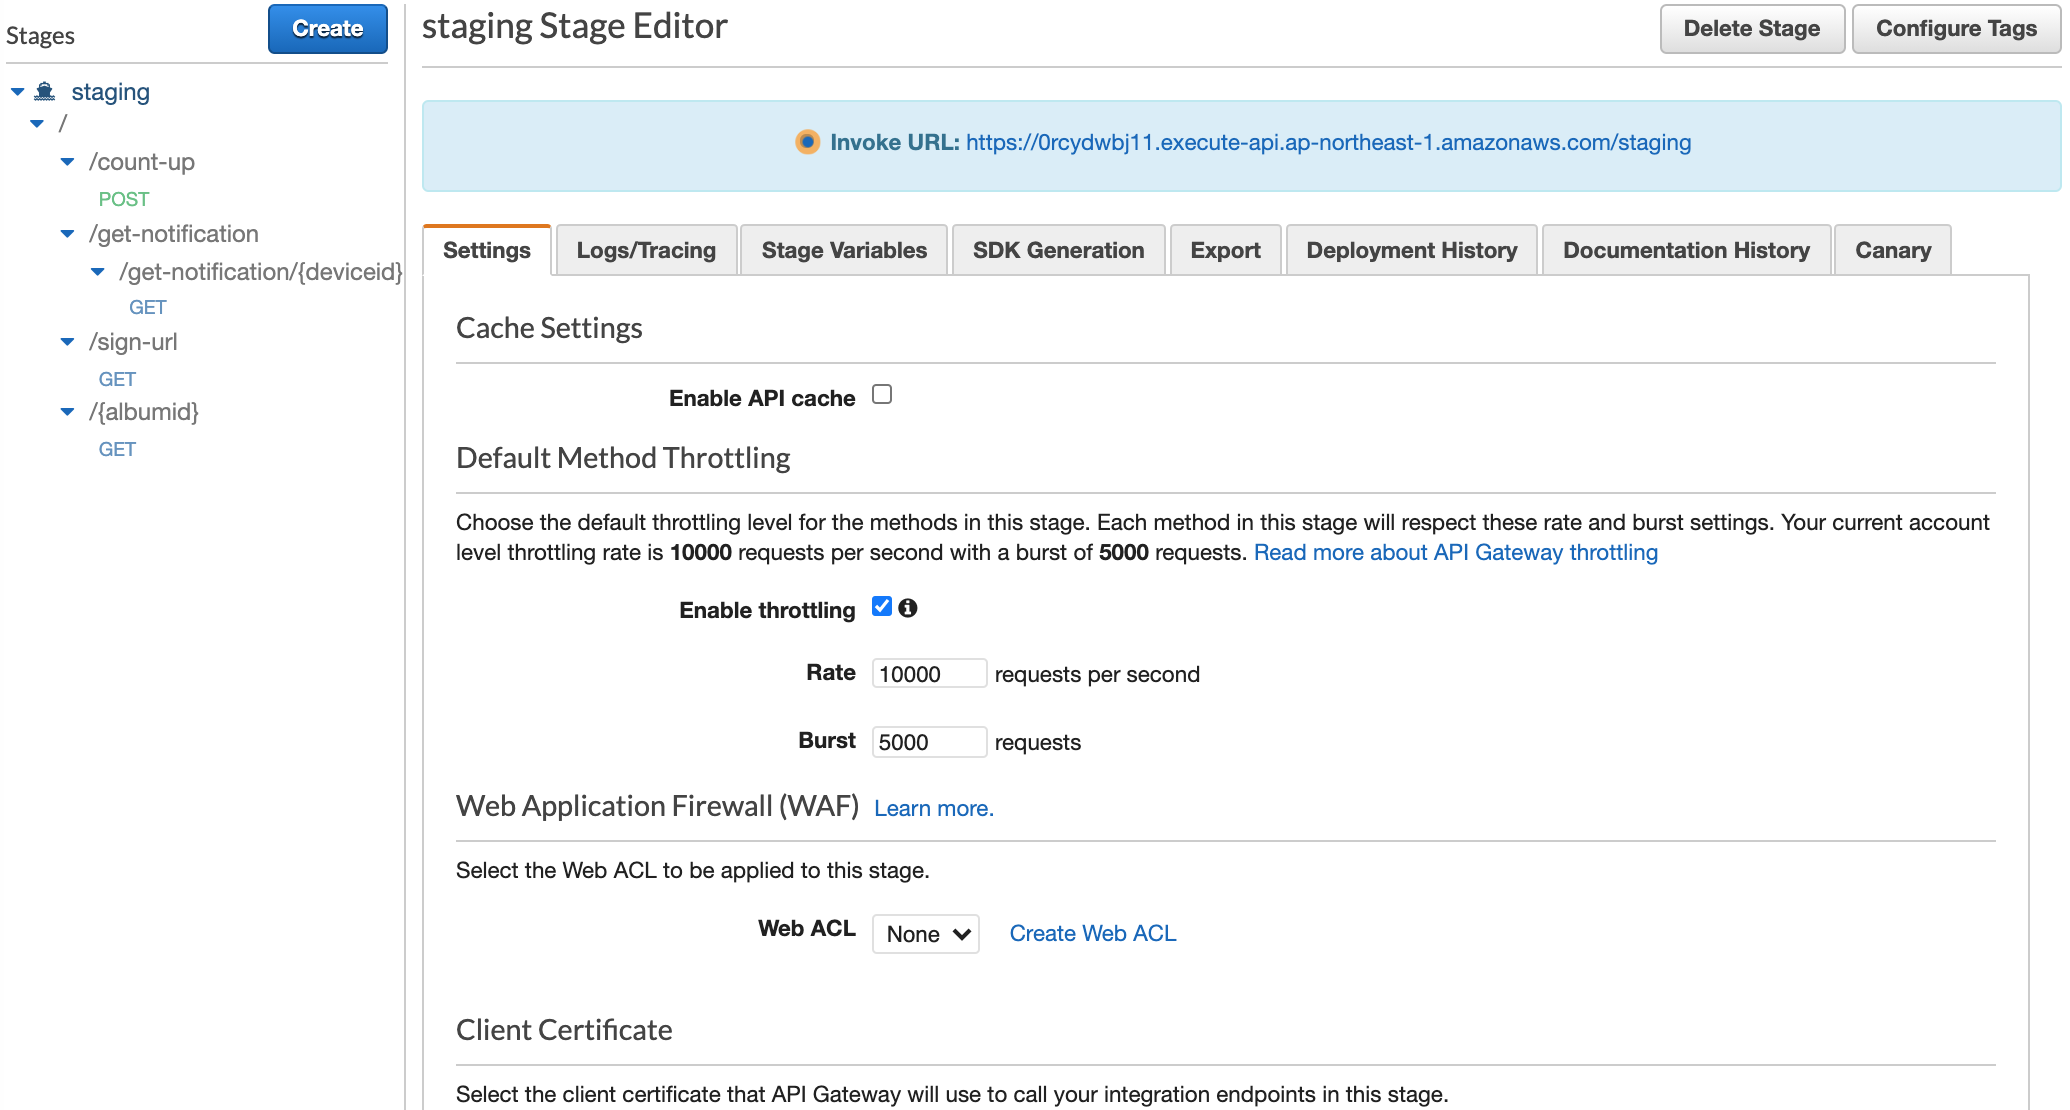 Stages
Create
staging
/
/count-up
POST
/get-notification
/get-notification/{deviceid}
GET
/sign-url
GET
/{albumid}
GET
staging Stage Editor
Delete Stage
Configure Tags
Invoke URL: https://0rcydwbj11.execute-api.ap-northeast-1.amazonaws.com/staging
Settings
Logs/Tracing
Stage Variables
SDK Generation
Export
Deployment History
Documentation History
Canary
Cache Settings
Enable API cache
Default Method Throttling
Choose the default throttling level for the methods in this stage. Each method in this stage will respect these rate and burst settings. Your current account
level throttling rate is 10000 requests per second with a burst of 5000 requests. Read more about API Gateway throttling
Enable throttling
Rate 10000 requests per second
Burst 5000 requests
Web Application Firewall (WAF) Learn more.
Select the Web ACL to be applied to this stage.
Web ACL None Create Web ACL
Client Certificate
Select the client certificate that API Gateway will use to call your integration endpoints in this stage.